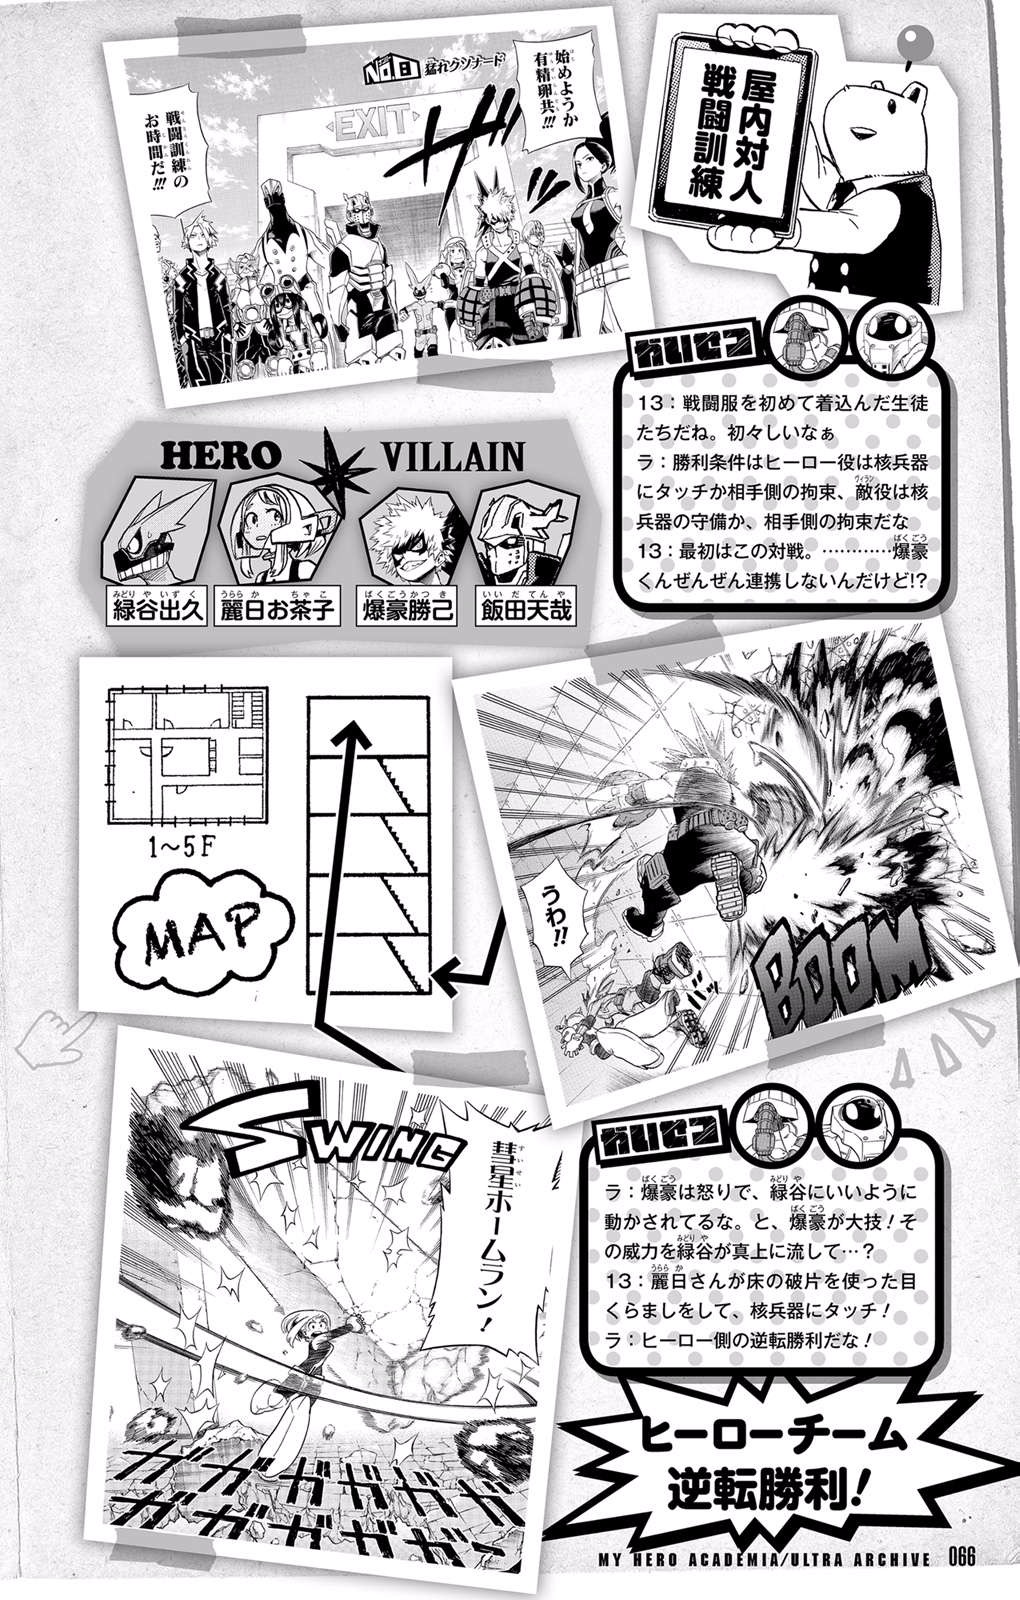 No.8 猛れクソナード
始めようか
有精卵共!!!
戦闘訓練の
お時間だ!!!
EXIT
ザッ
屋内対人
戦闘訓練
かいせつ
13：戦闘服を初めて着込んだ生徒
たちだね。初々しいなぁ
ラ：勝利条件はヒーロー役は核兵器
にタッチか相手側の拘束、敵役は核
兵器の守備か、相手側の拘束だな
13：最初はこの対戦。…………爆豪
くんぜんぜん連携しないんだけど!?
HERO VILLAIN
緑谷出久 麗日お茶子 爆豪勝己 飯田天哉
1～5F
MAP
うわ!!
BOOM
SWING
彗星ホームラン！
ガガガガガガ
ガガガガガガ
かいせつ
ラ：爆豪は怒りで、緑谷にいいように
動かされてるな。と、爆豪が大技！そ
の威力を緑谷が真上に流して…？
13：麗日さんが床の破片を使った目
くらましをして、核兵器にタッチ！
ラ：ヒーロー側の逆転勝利だな！
ヒーローチーム
逆転勝利！
MY HERO ACADEMIA/ULTRA ARCHIVE 066